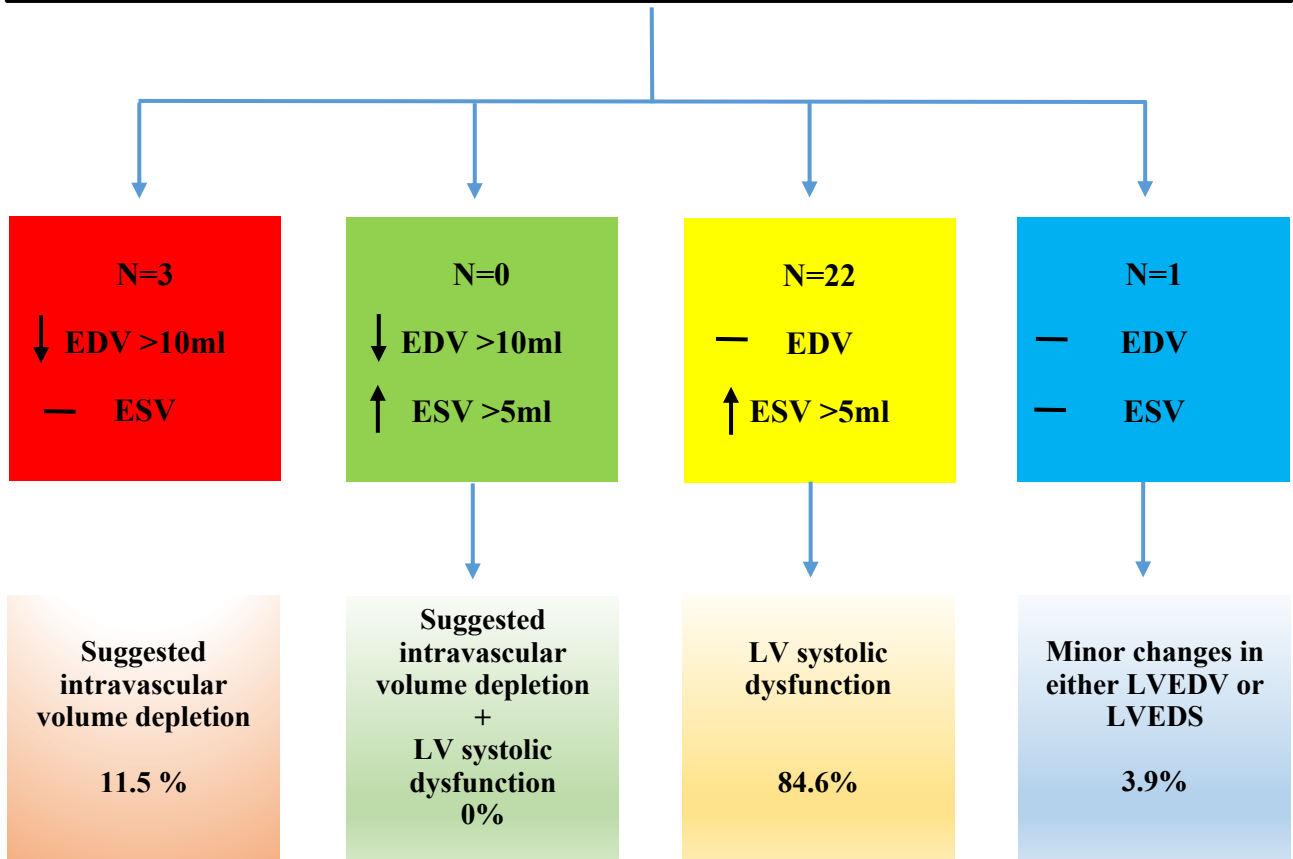 N=3
↓ EDV >10ml
— ESV
N=0
↓ EDV >10ml
↑ ESV >5ml
N=22
— EDV
↑ ESV >5ml
N=1
— EDV
— ESV
Suggested
intravascular
volume depletion
11.5 %
Suggested
intravascular
volume depletion
+
LV systolic
dysfunction
0%
LV systolic
dysfunction
84.6%
Minor changes in
either LVEDV or
LVEDS
3.9%